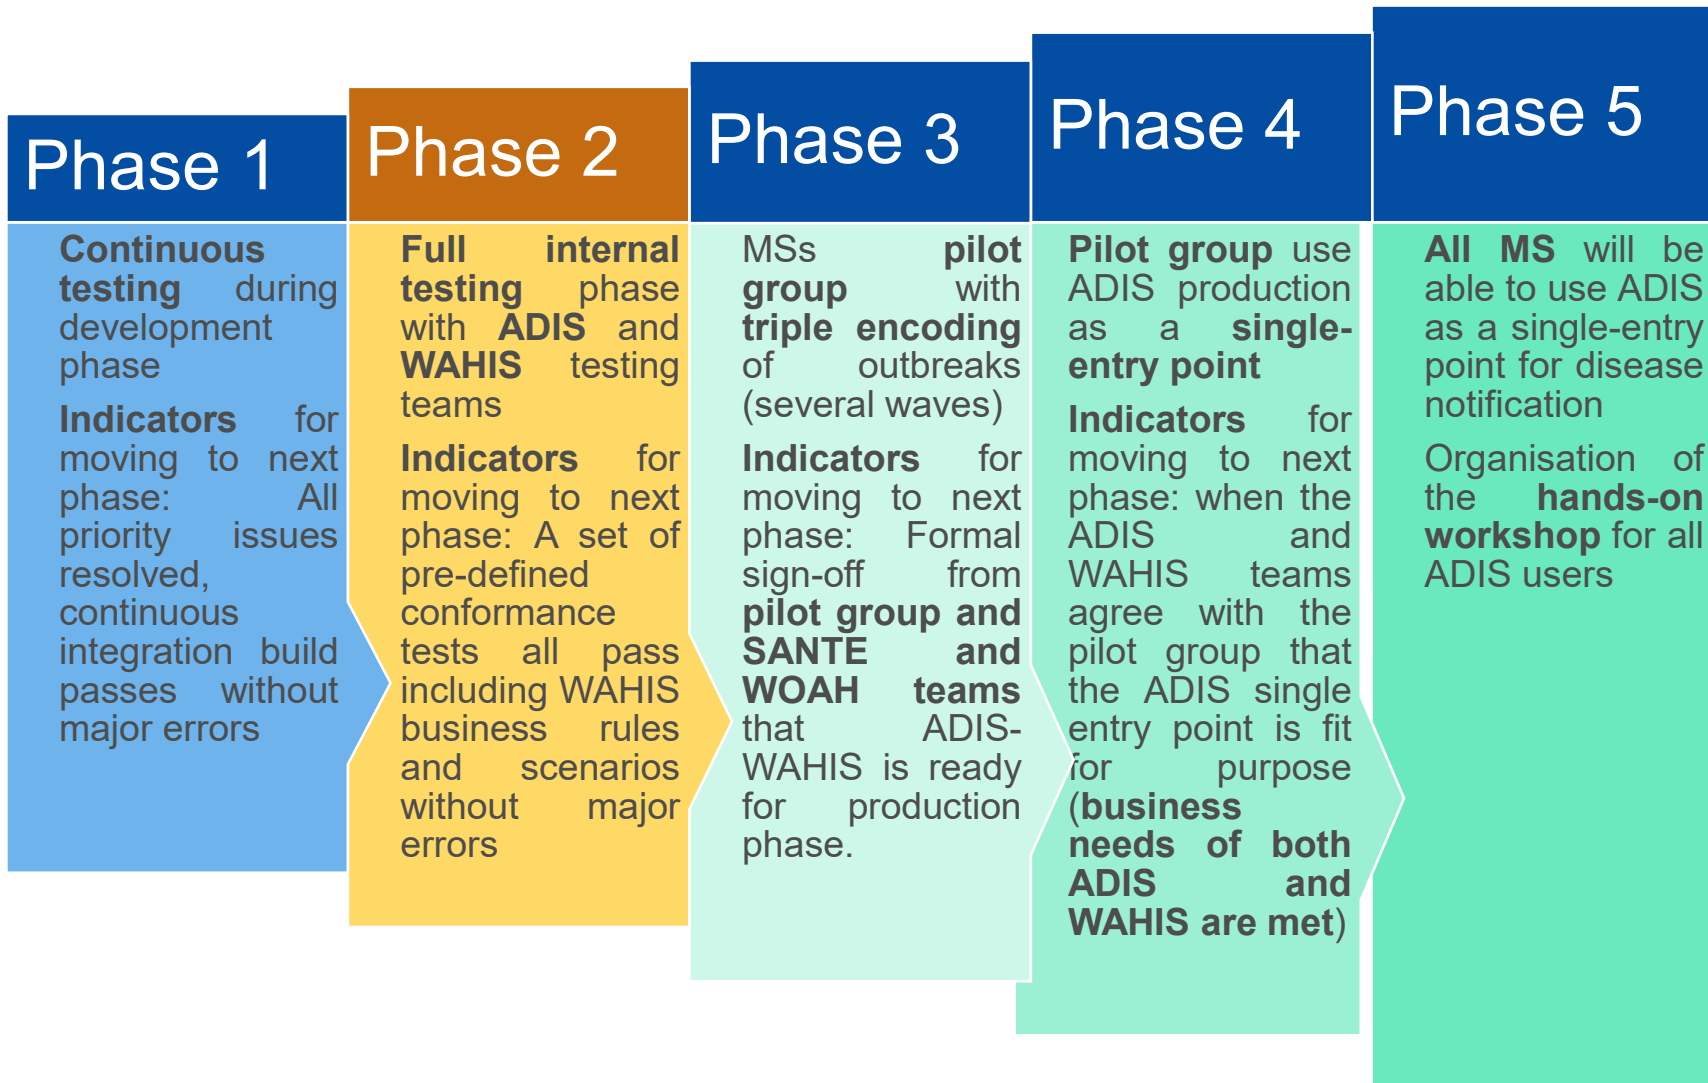 Phase 1
Continuous
testing during
development
phase
Indicators for
moving to next
phase: All
priority issues
resolved,
continuous
integration build
passes without
major errors
Phase 2
Full internal
testing phase
with ADIS and
WAHIS testing
teams
Indicators for
moving to next
phase: A set of
pre-defined
conformance
tests all pass
including WAHIS
business rules
and scenarios
without major
errors
Phase 3
MSs pilot
group with
triple encoding
of outbreaks
(several waves)
Indicators for
moving to next
phase: Formal
sign-off from
pilot group and
SANTE and
WOAH teams
that ADIS-
WAHIS is ready
for production
phase.
Phase 4
Pilot group use
ADIS production
as a single-
entry point
Indicators for
moving to next
phase: when the
ADIS and
WAHIS teams
agree with the
pilot group that
the ADIS single
entry point is fit
for purpose
(business
needs of both
ADIS and
WAHIS are met)
Phase 5
All MS will be
able to use ADIS
as a single-entry
point for disease
notification
Organisation of
the hands-on
workshop for all
ADIS users